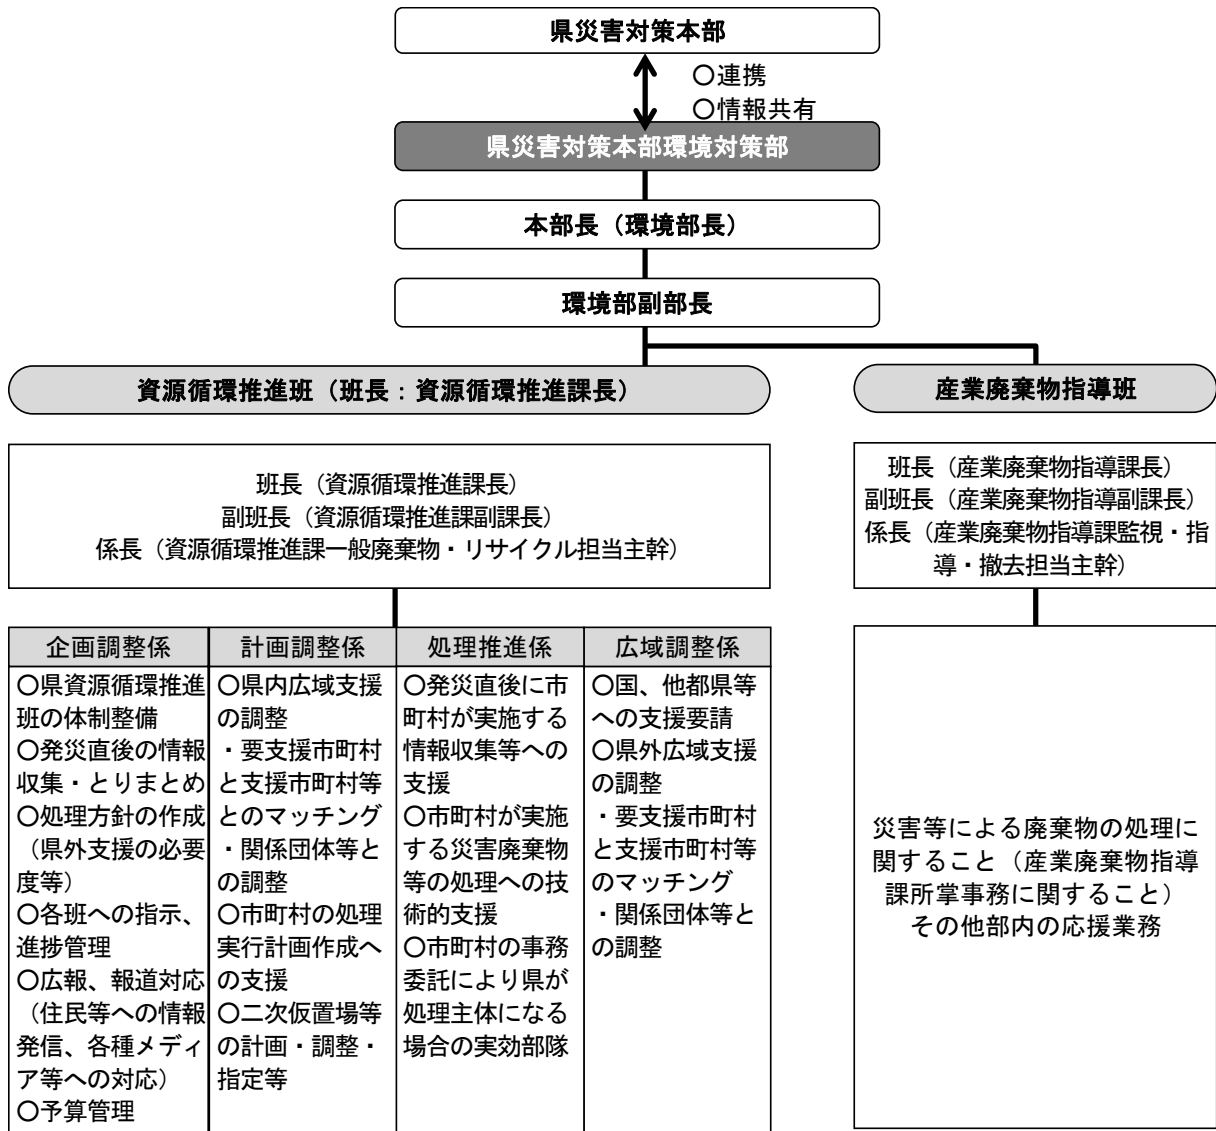 県災害対策本部
〇連携
〇情報共有
県災害対策本部環境対策部
本部長（環境部長）
環境部副部長
資源循環推進班（班長：資源循環推進課長）
産業廃棄物指導班
班長（資源循環推進課長）
副班長（資源循環推進課副課長）
係長（資源循環推進課一般廃棄物・リサイクル担当主幹）
班長（産業廃棄物指導課長）
副班長（産業廃棄物指導副課長）
係長（産業廃棄物指導課監視・指
導・撤去担当主幹）
企画調整係
〇県資源循環推進
班の体制整備
〇発災直後の情報
収集・とりまとめ
〇処理方針の作成
（県外支援の必要
度等）
〇各班への指示、
進捗管理
〇広報、報道対応
（住民等への情報
発信、各種メディ
ア等への対応）
〇予算管理
計画調整係
〇県内広域支援
の調整
・要支援市町村
と支援市町村等
とのマッチング
・関係団体等と
の調整
〇市町村の処理
実行計画作成へ
の支援
〇二次仮置場等
の計画・調整・
指定等
処理推進係
〇発災直後に市
町村が実施する
情報収集等への
支援
〇市町村が実施
する災害廃棄物
等の処理への技
術的支援
〇市町村の事務
委託により県が
処理主体になる
場合の実効部隊
広域調整係
〇国、他都県等
への支援要請
〇県外広域支援
の調整
・要支援市町村
と支援市町村等
のマッチング
・関係団体等と
の調整
災害等による廃棄物の処理に
関すること（産業廃棄物指導
課所掌事務に関すること）
その他部内の応援業務